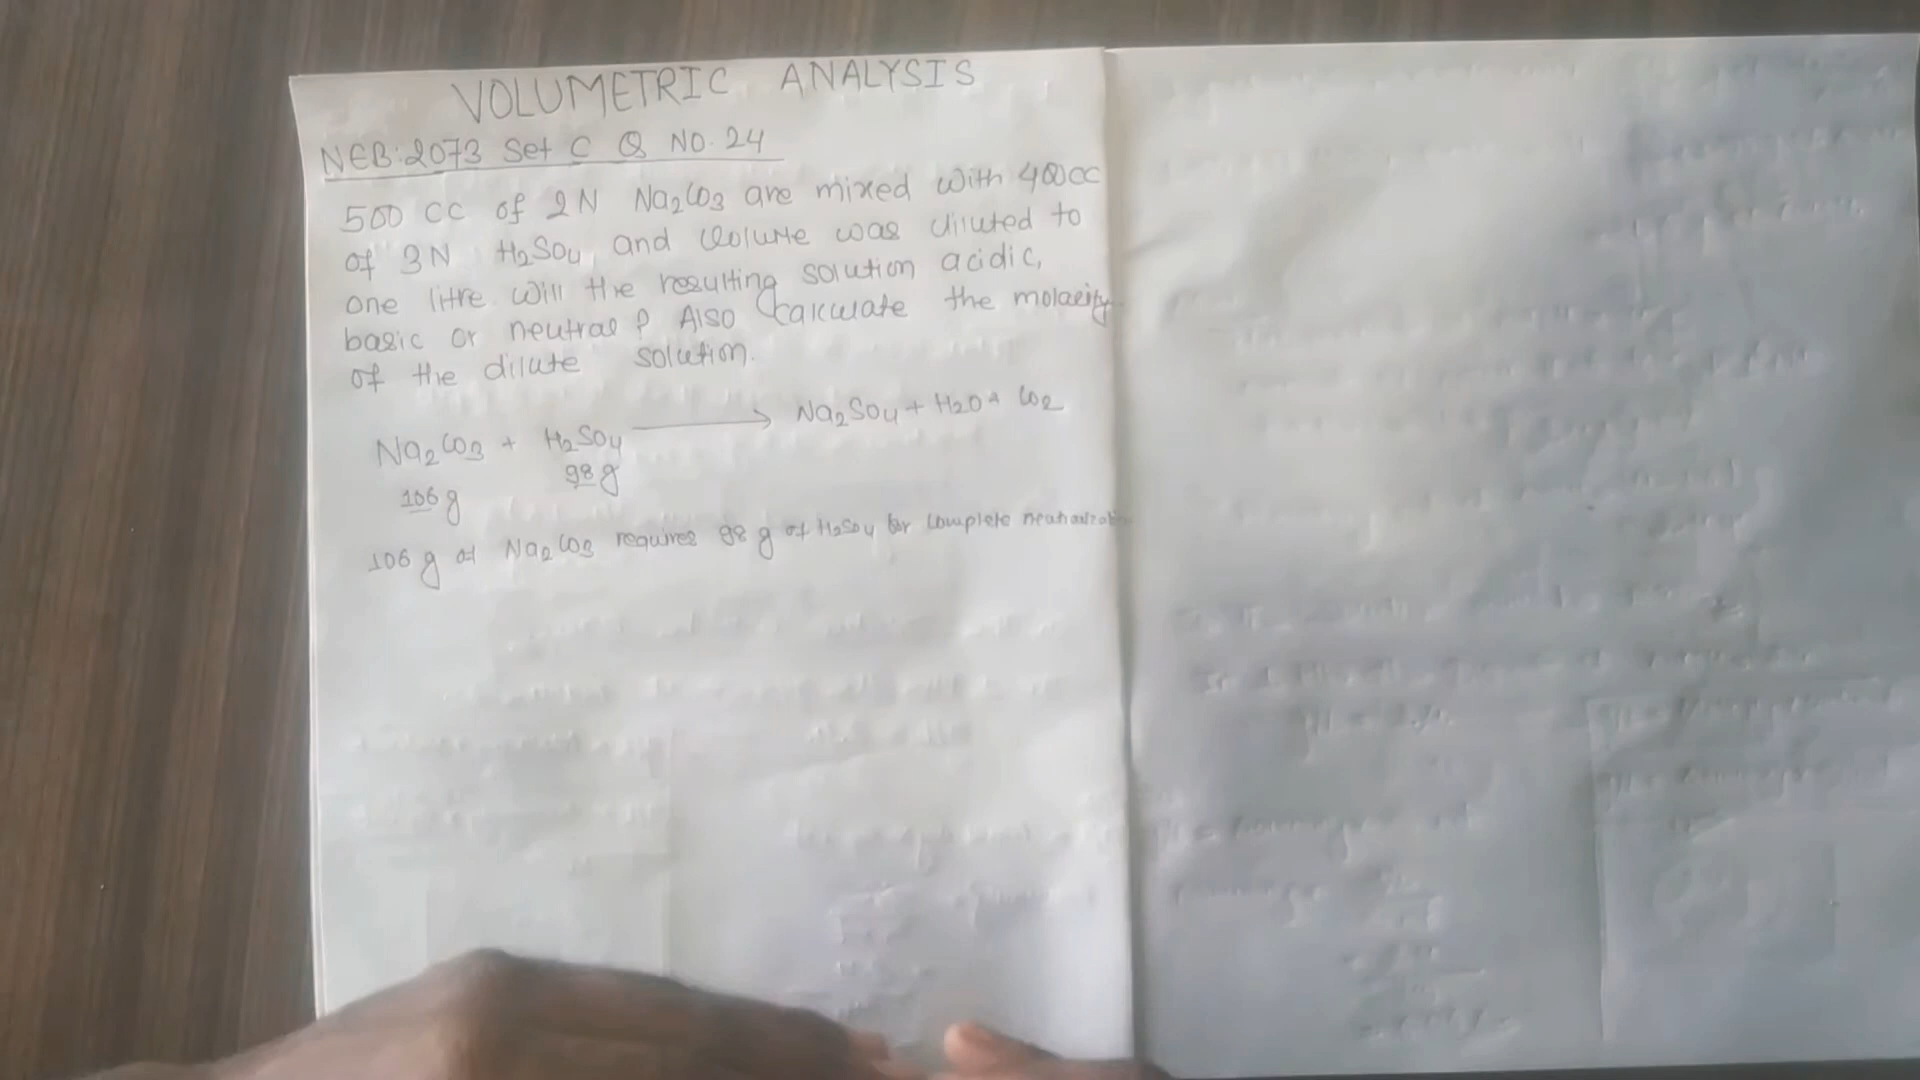 VOLUMETRIC ANALYSIS
NEB:2073 Set C Q NO. 24
500 CC of 2N Na2CO3 are mixed with 400CC
of 3N H2SO4 and volume was diluted to
one litre. Will the resulting solution acidic,
basic or neutral? Also calculate the molarity
of the dilute solution.
Na2CO3 + H2SO4 → Na2SO4 + H2O + CO2
106 g 98 g
106 g of Na2CO3 requires 98 g of H2SO4 for complete neutralization